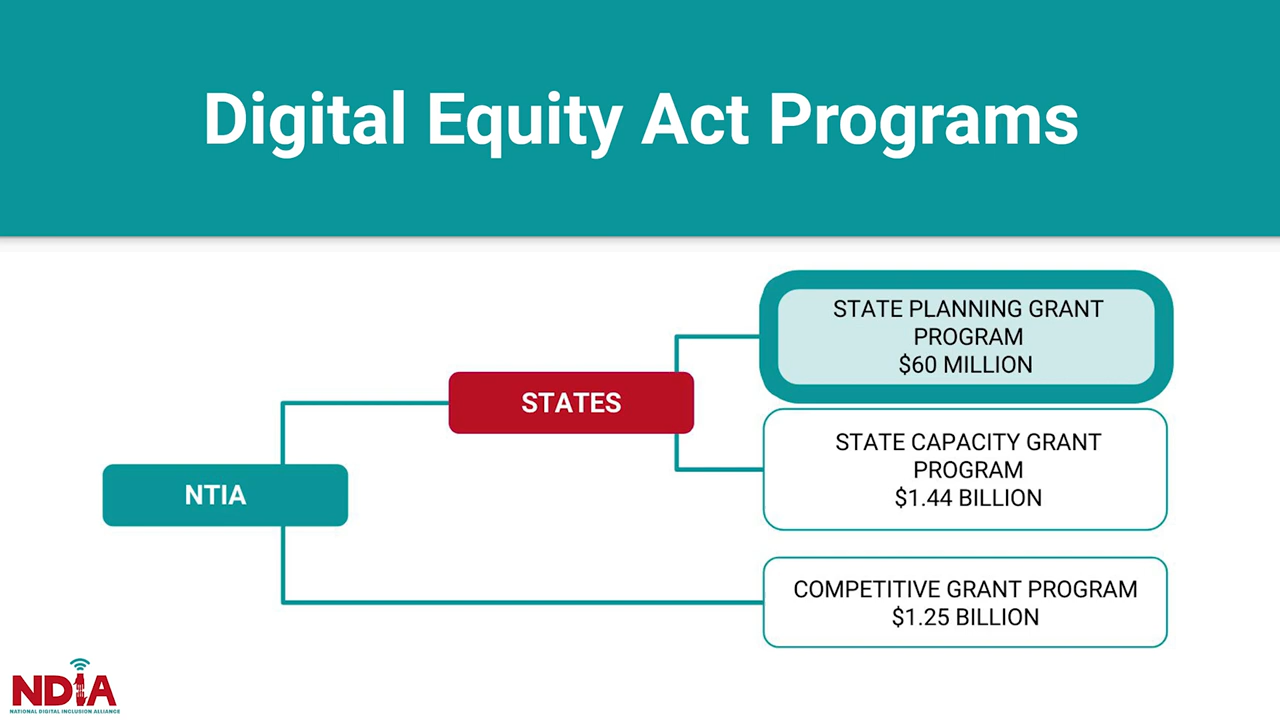 Digital Equity Act Programs
STATE PLANNING GRANT
PROGRAM
$60 MILLION
STATES
STATE CAPACITY GRANT
PROGRAM
$1.44 BILLION
NTIA
COMPETITIVE GRANT PROGRAM
$1.25 BILLION
NDIA
NATIONAL DIGITAL INCLUSION ALLIANCE